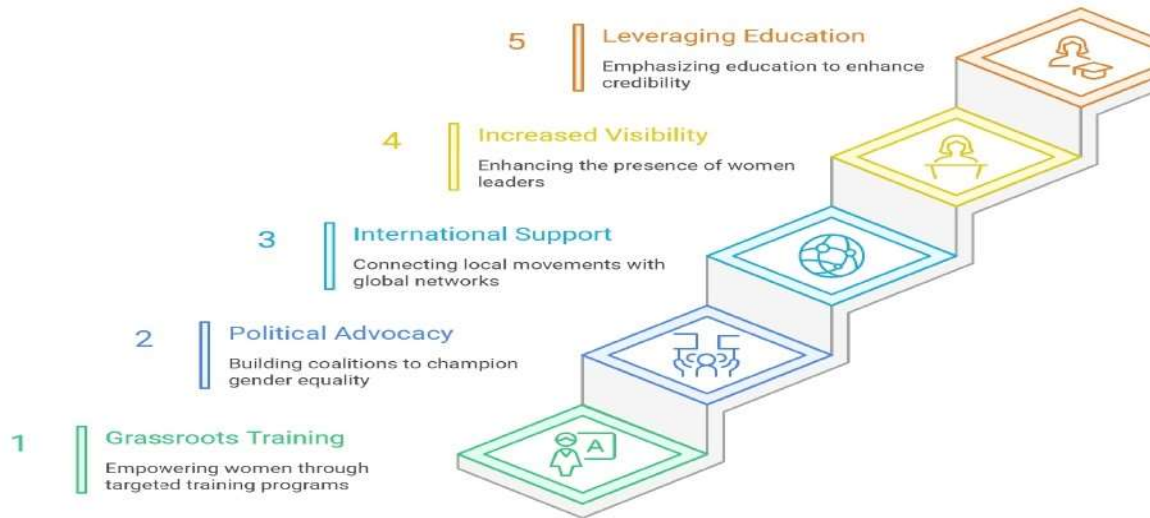 5
Leveraging Education
Emphasizing education to enhance
credibility
4
Increased Visibility
Enhancing the presence of women
leaders
3
International Support
Connecting local movements with
global networks
2
Political Advocacy
Building coalitions to champion
gender equality
1
Grassroots Training
Empowering women through
targeted training programs
A